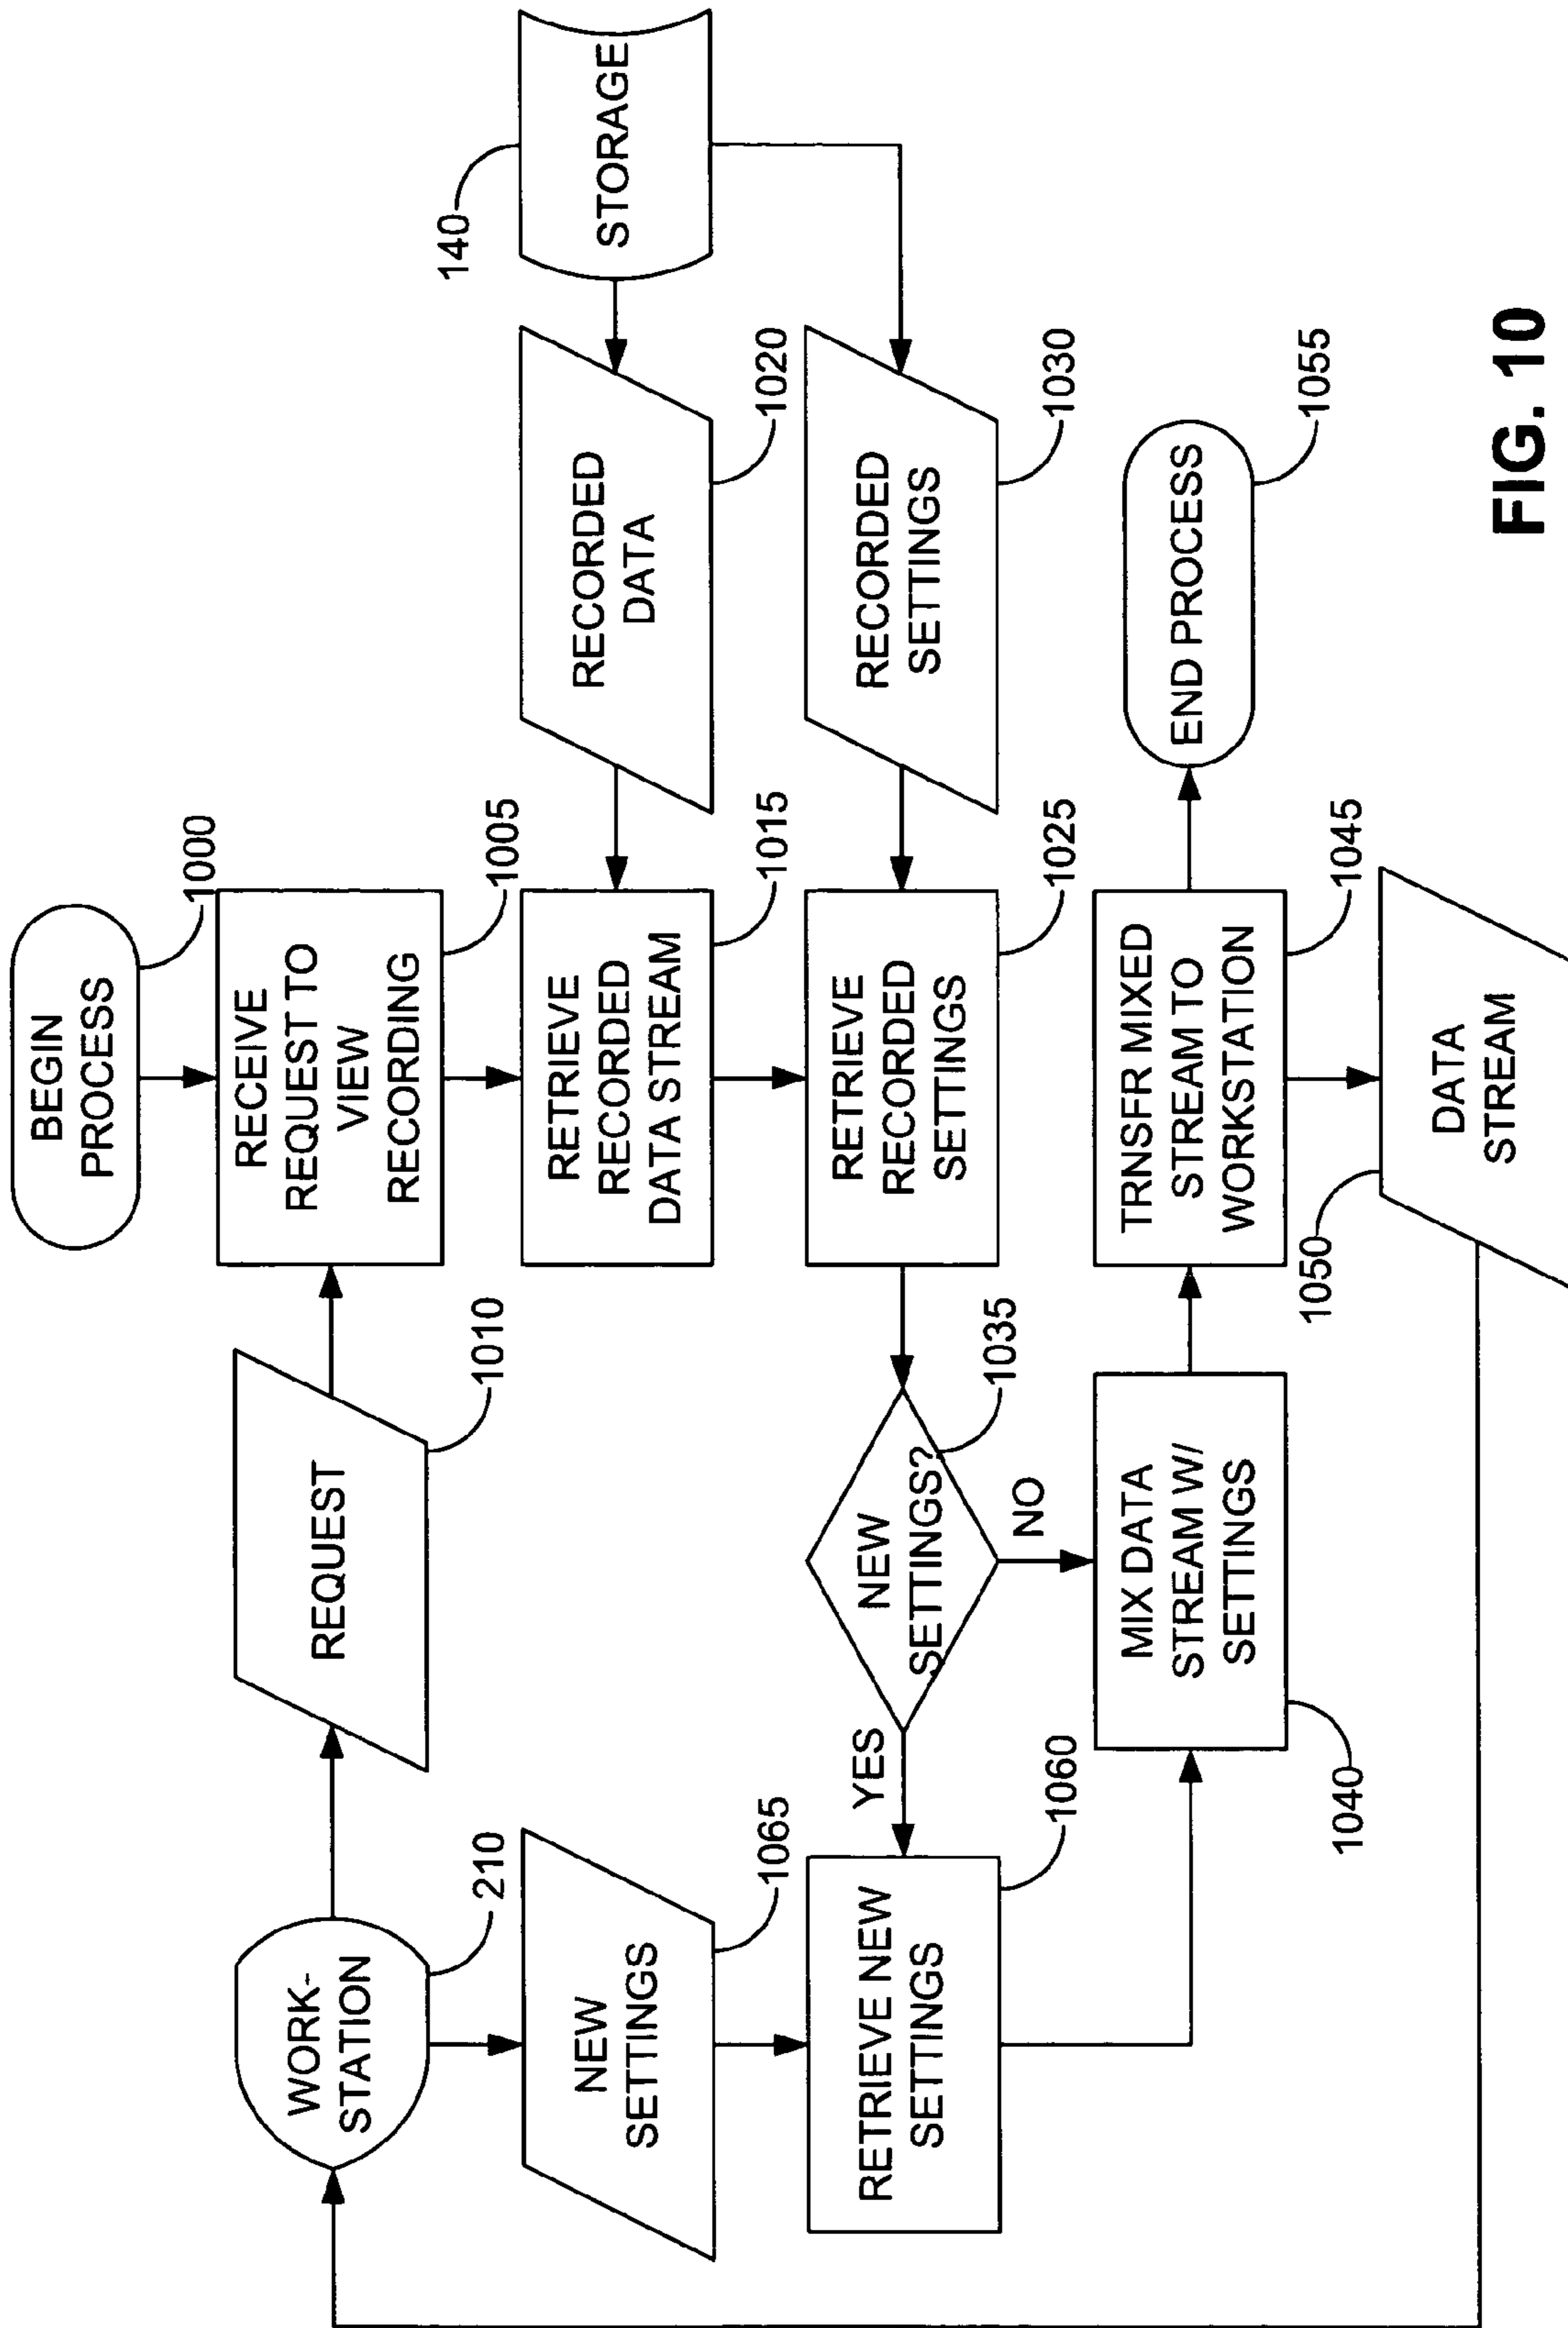 BEGIN
PROCESS
1000
WORK-
STATION
210
REQUEST
1010
RECEIVE
REQUEST TO
VIEW
RECORDING
1005
140
STORAGE
NEW
SETTINGS
1065
RETRIEVE
RECORDED
DATA STREAM
1015
RECORDED
DATA
1020
RETRIEVE NEW
SETTINGS
1060
YES
NEW
SETTINGS?
1035
NO
RETRIEVE
RECORDED
SETTINGS
1025
RECORDED
SETTINGS
1030
MIX DATA
STREAM W/
SETTINGS
1040
TRNSFR MIXED
STREAM TO
WORKSTATION
1045
END PROCESS
1055
1050
DATA
STREAM
FIG. 10